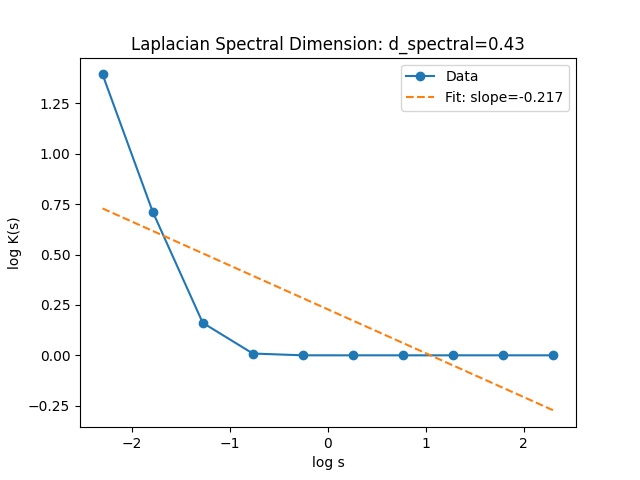 Laplacian Spectral Dimension: d_spectral=0.43
Data
Fit: slope=-0.217
log K(s)
1.25
1.00
0.75
0.50
0.25
0.00
−0.25
−2
−1
0
1
2
log s